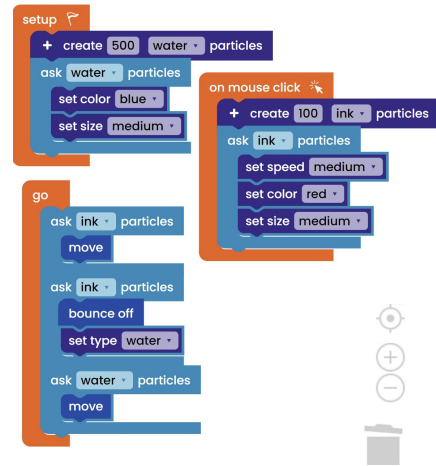 setup
+ create 500 water particles
ask water particles
set color blue
set size medium
on mouse click
+ create 100 ink particles
ask ink particles
set speed medium
set color red
set size medium
go
ask ink particles
move
ask ink particles
bounce off
set type water
ask water particles
move